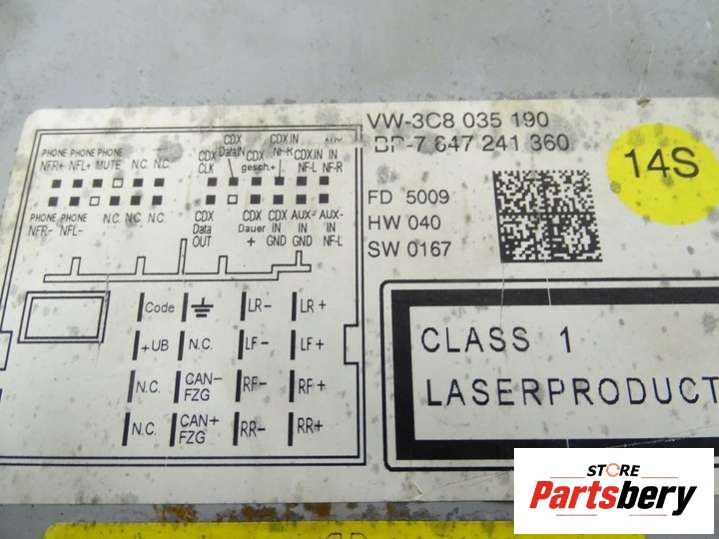 VW-3C8 035 190
BP-7 647 241 360
14S
FD 5009
HW 040
SW 0167
CLASS 1
LASERPRODUCT
CDX CDX.IN
PHONE PHONE PHONE CDX DataIN NF-R CDX.IN IN
NFR+ NFL+ MUTE N.C. N.C. CLK gesch.+ NF-L NF-R
PHONE PHONE N.C. N.C. N.C. CDX CDX CDX AUX- AUX-
NFR- NFL- Data Dauer IN IN IN
OUT + GND GND NF-L
Code LR- LR+
+UB N.C. LF- LF+
N.C. CAN- FZG RF- RF+
N.C. CAN+ FZG RR- RR+
STORE
Partsbery